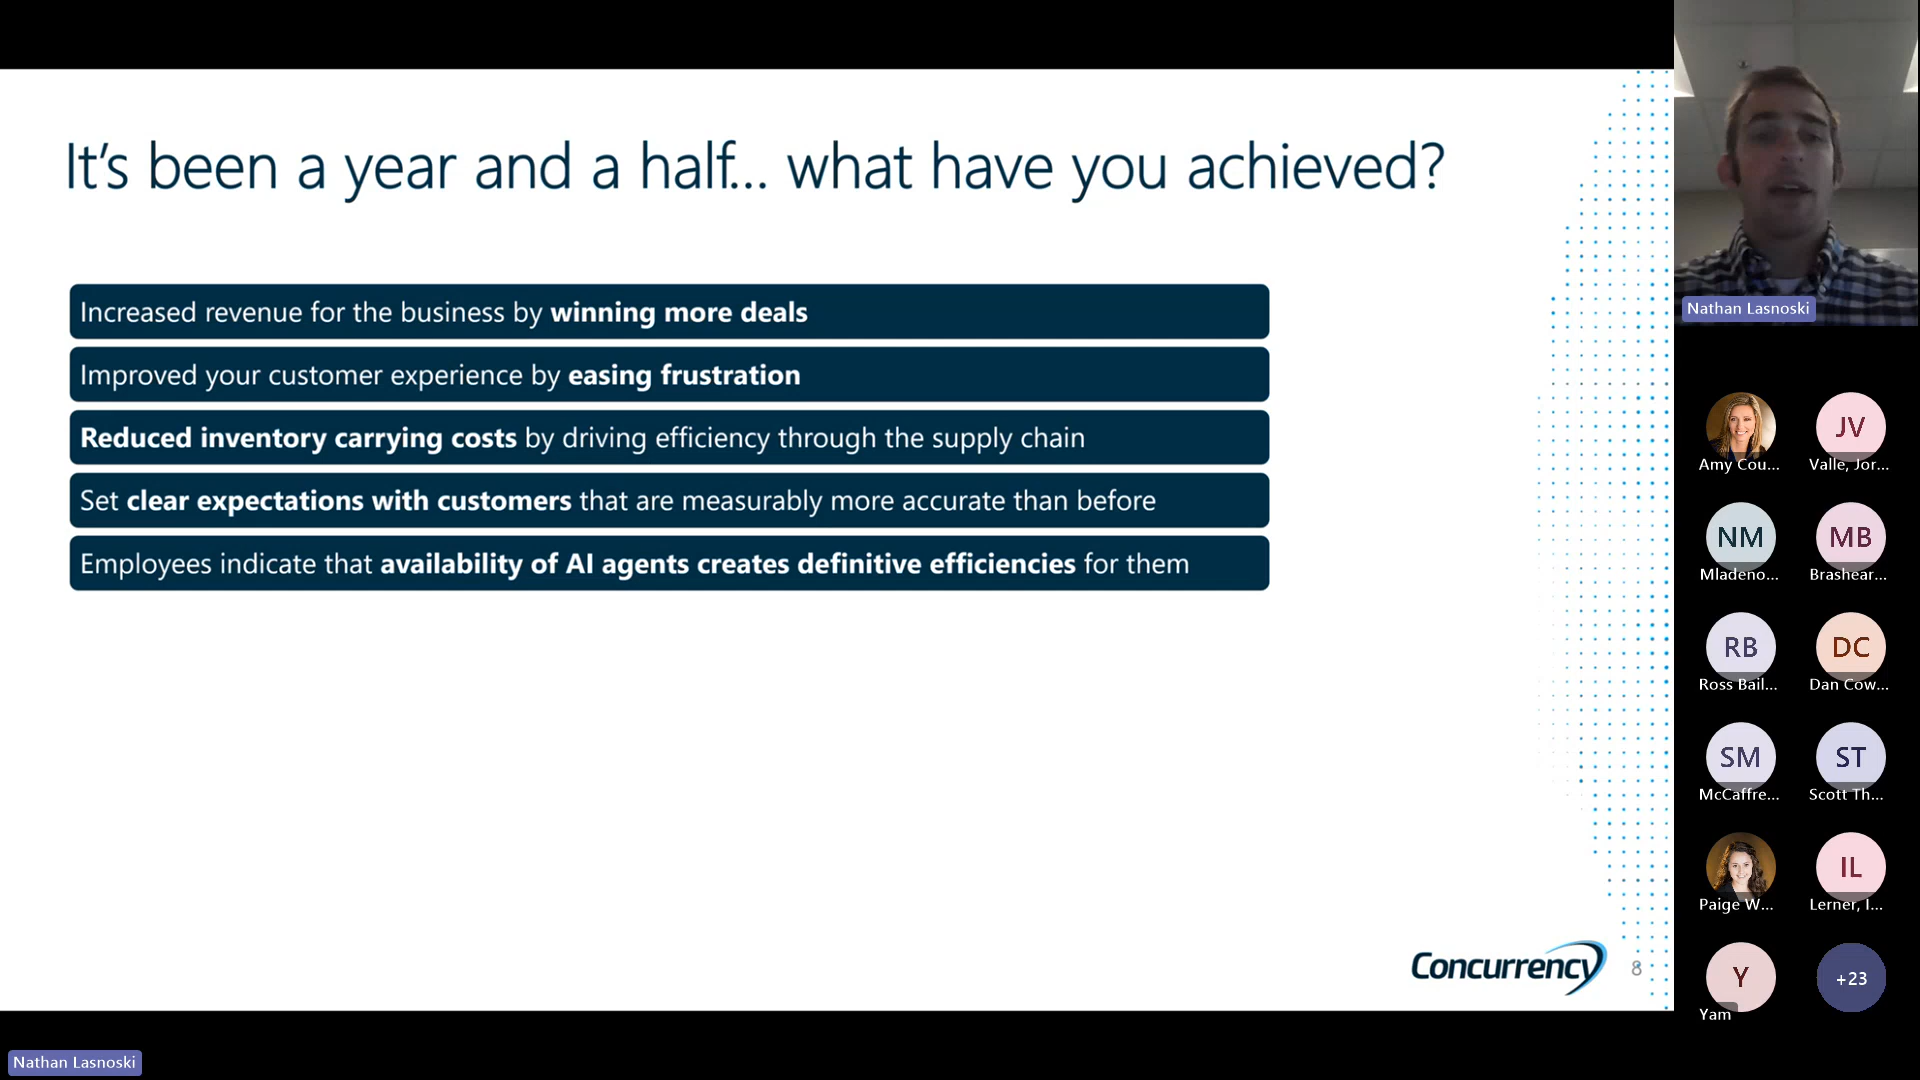 It's been a year and a half... what have you achieved?
Increased revenue for the business by winning more deals
Improved your customer experience by easing frustration
Reduced inventory carrying costs by driving efficiency through the supply chain
Set clear expectations with customers that are measurably more accurate than before
Employees indicate that availability of AI agents creates definitive efficiencies for them
Concurrency
8
Nathan Lasnoski
Nathan Lasnoski
Amy Cou...
JV
Valle, Jor...
NM
Mladeno...
MB
Brashear...
RB
Ross Bail...
DC
Dan Cow...
SM
McCaffre...
ST
Scott Th...
Paige W...
IL
Lerner, I...
Y
Yam
+23